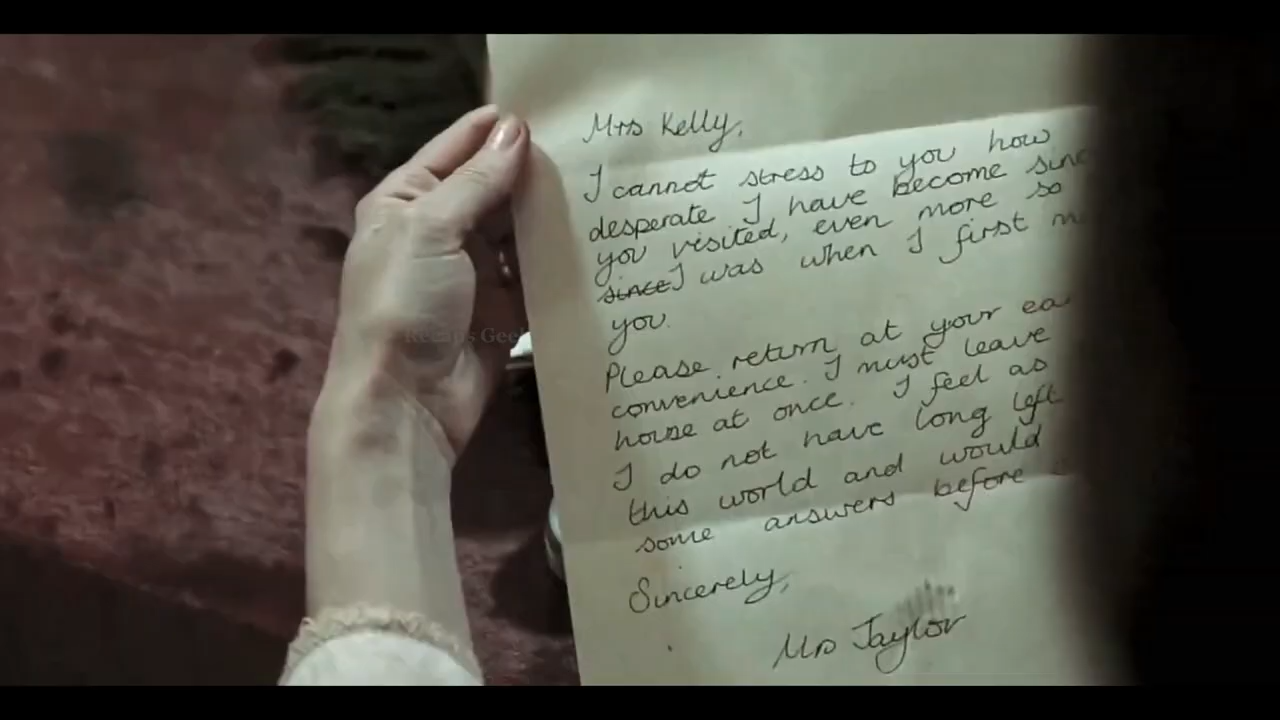 Mrs Kelly,
I cannot stress to you how
desperate I have become sinc
you visited, even more so
since I was when I first m
you.
Please return at your ea
convenience. I must leave
house at once. I feel as
I do not have long left
this world and would
some answers before
Sincerely,
Mrs Taylor